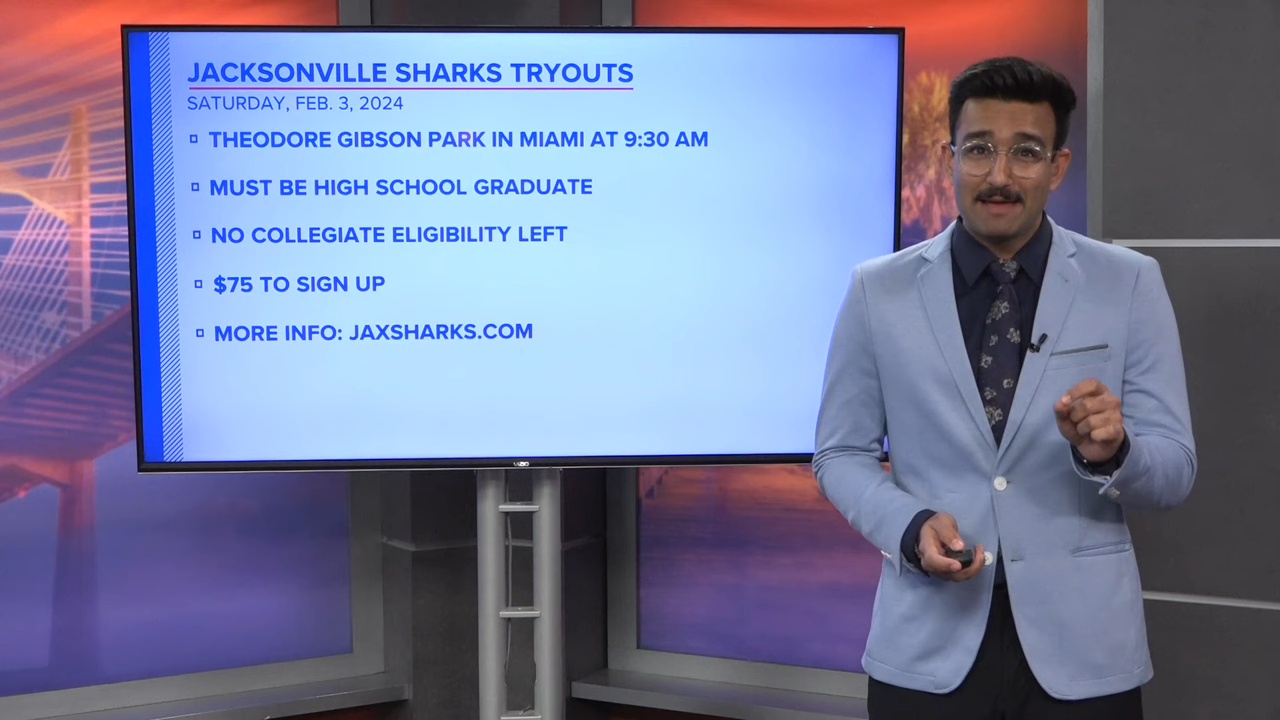 JACKSONVILLE SHARKS TRYOUTS
SATURDAY, FEB. 3, 2024
THEODORE GIBSON PARK IN MIAMI AT 9:30 AM
MUST BE HIGH SCHOOL GRADUATE
NO COLLEGIATE ELIGIBILITY LEFT
$75 TO SIGN UP
MORE INFO: JAXSHARKS.COM
VIZIO